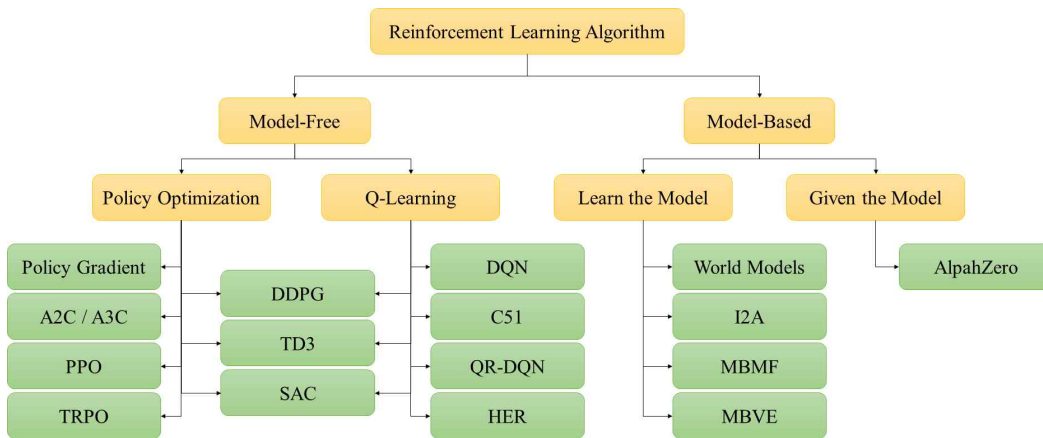 Reinforcement Learning Algorithm
Model-Free
Model-Based
Policy Optimization
Q-Learning
Learn the Model
Given the Model
Policy Gradient
A2C / A3C
PPO
TRPO
DDPG
TD3
SAC
DQN
C51
QR-DQN
HER
World Models
I2A
MBMF
MBVE
AlpahZero